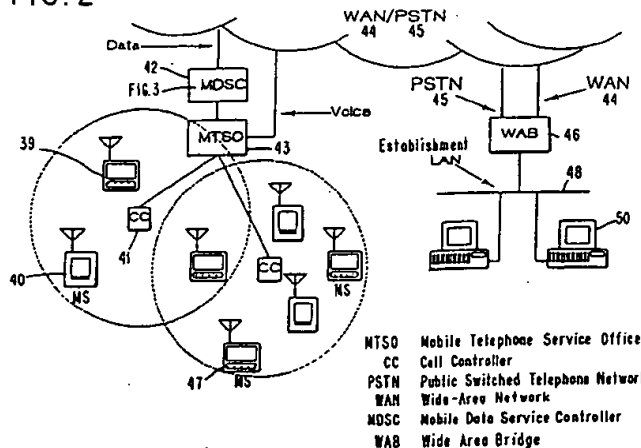 FIG. 2
WAN/PSTN
44 45
Data
42
MDSC
FIG.3
PSTN
45
WAN
44
Voice
MTSO
43
WAB
46
39
Establishment
LAN
48
CC
41
50
40
MS
CC
MS
47
MS
MTSO Mobile Telephone Service Office
CC Cell Controller
PSTN Public Switched Telephone Network
WAN Wide-Area Network
MDSC Mobile Data Service Controller
WAB Wide Area Bridge